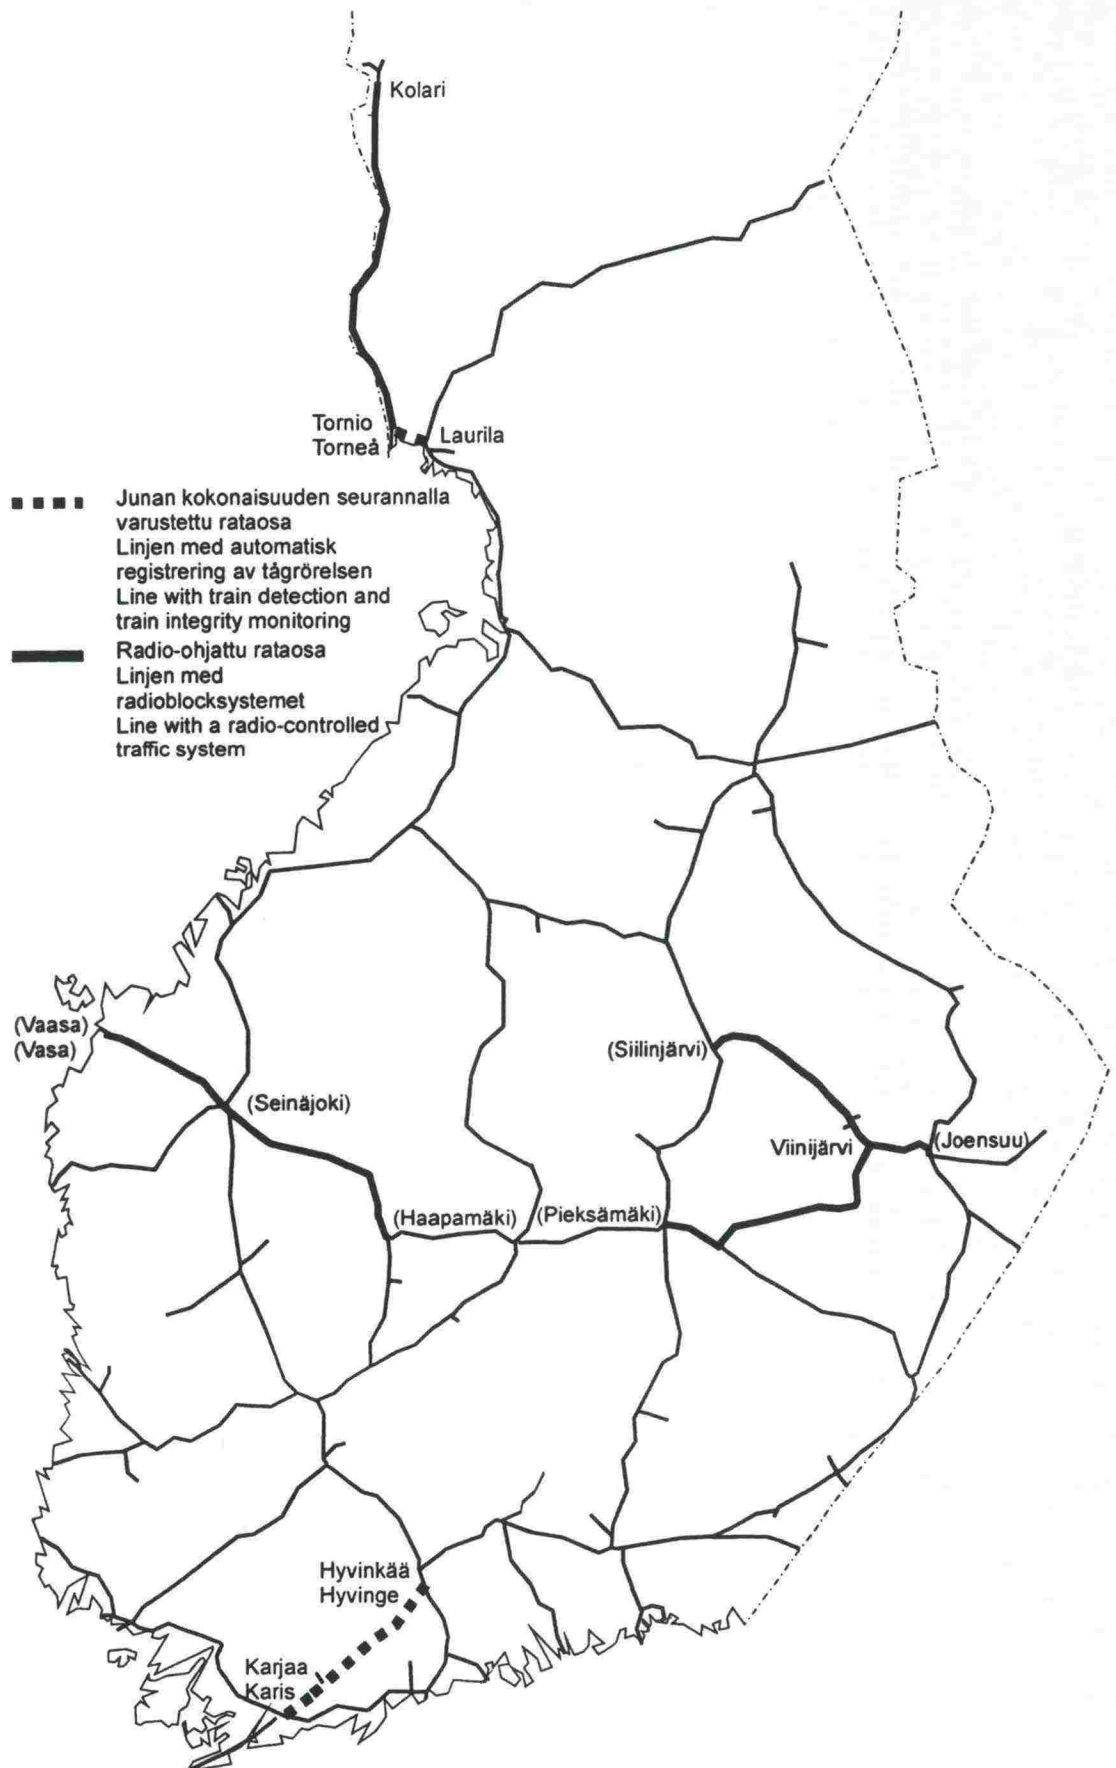 Kolari
Tornio
Torneå
Laurila
Junan kokonaisuuden seurannalla
varustettu rataosa
Linjen med automatisk
registrering av tågrörelsen
Line with train detection and
train integrity monitoring
Radio-ohjattu rataosa
Linjen med
radioblocksystemet
Line with a radio-controlled
traffic system
(Vaasa)
(Vasa)
(Siilinjärvi)
(Seinäjoki)
Viinijärvi
(Joensuu)
(Haapamäki)
(Pieksämäki)
Hyvinkää
Hyvinge
Karjaa
Karis